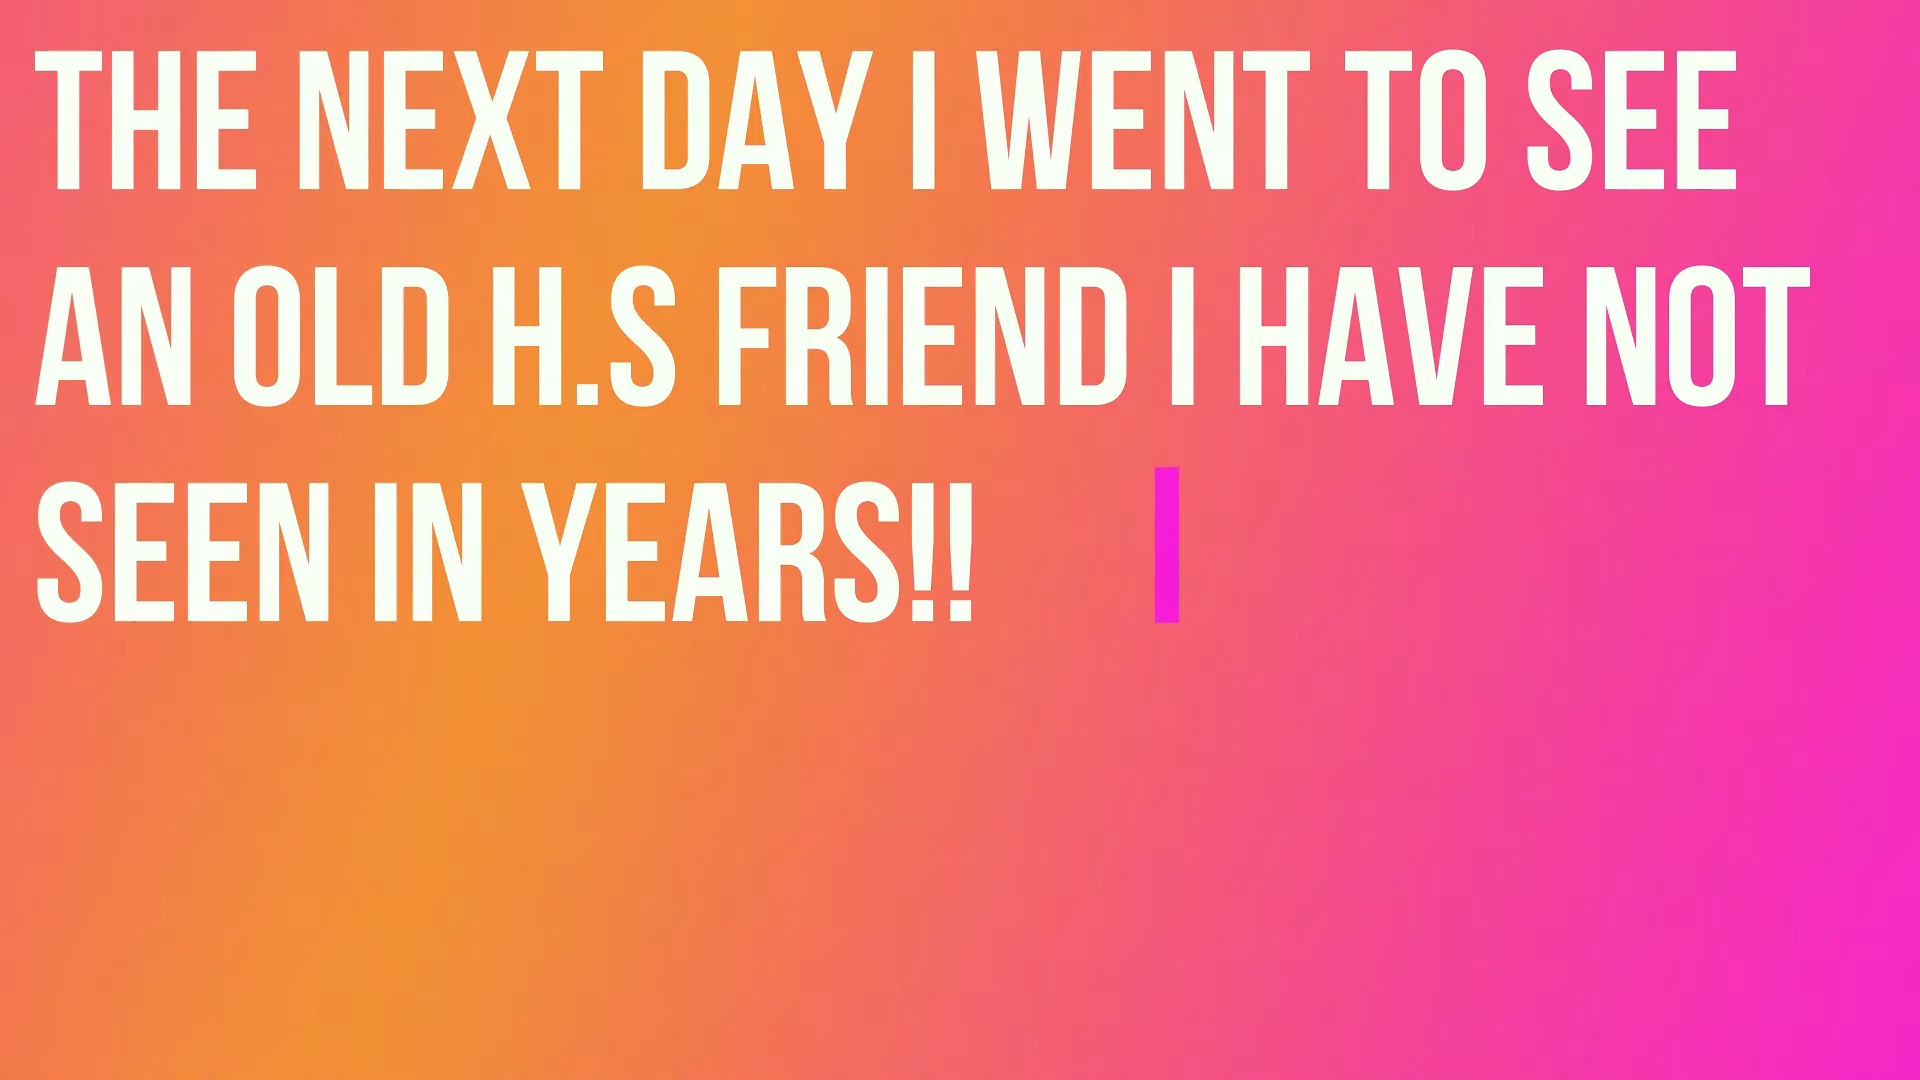 THE NEXT DAY I WENT TO SEE
AN OLD H.S FRIEND I HAVE NOT
SEEN IN YEARS!!